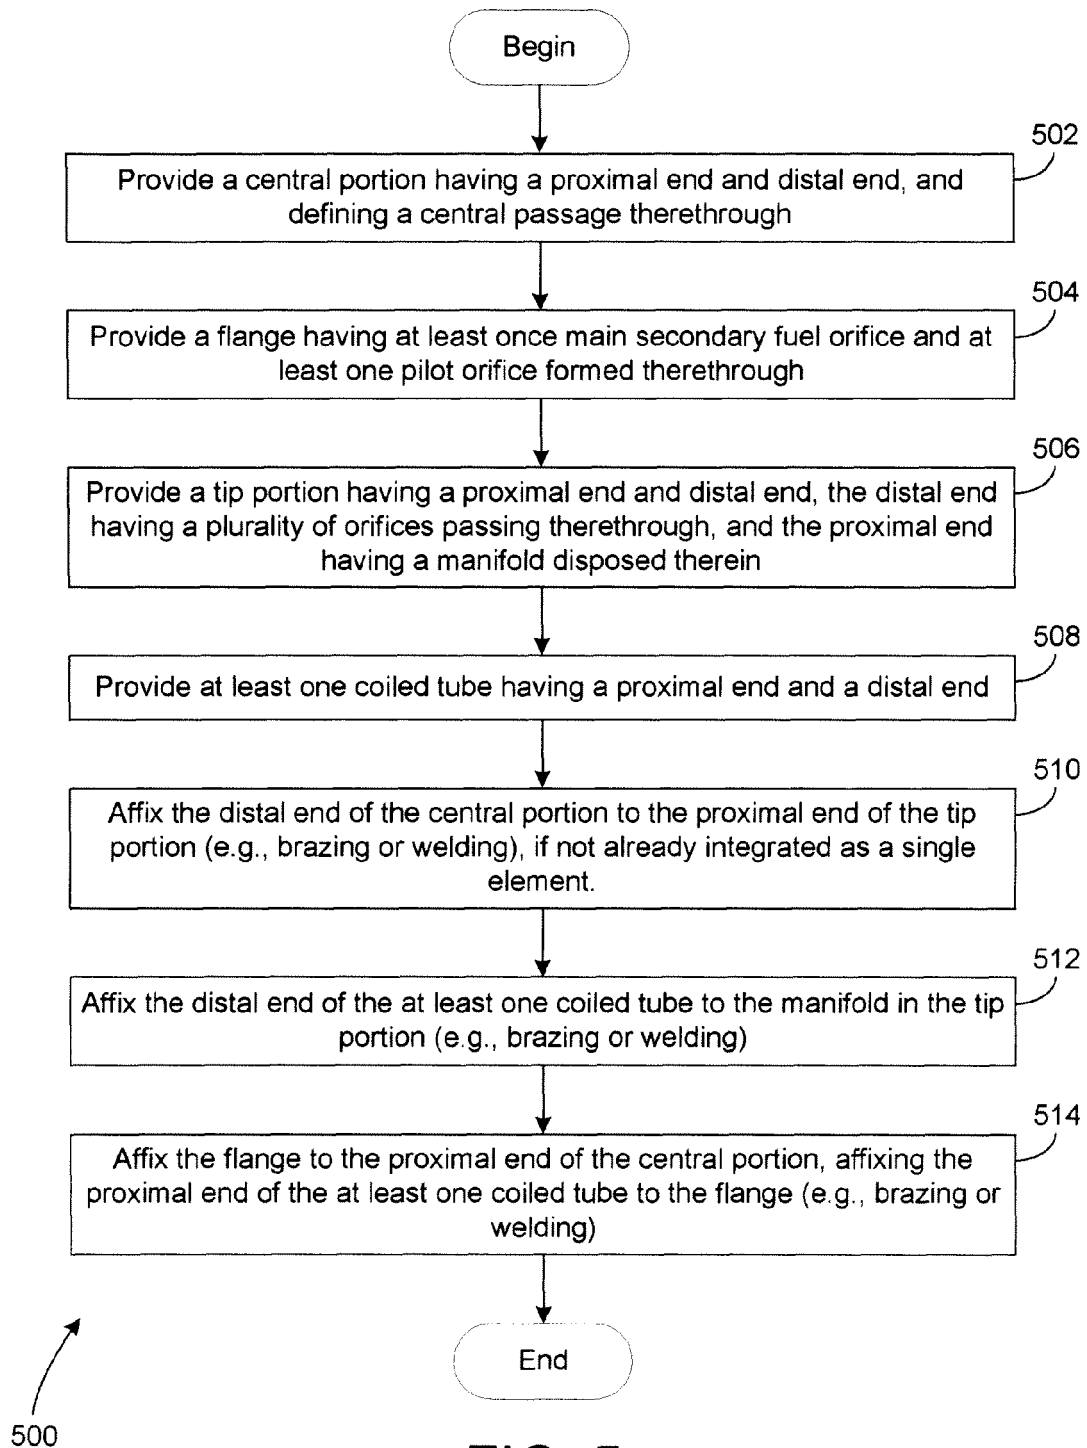 Begin
502
Provide a central portion having a proximal end and distal end, and
defining a central passage therethrough
504
Provide a flange having at least once main secondary fuel orifice and at
least one pilot orifice formed therethrough
506
Provide a tip portion having a proximal end and distal end, the distal end
having a plurality of orifices passing therethrough, and the proximal end
having a manifold disposed therein
508
Provide at least one coiled tube having a proximal end and a distal end
510
Affix the distal end of the central portion to the proximal end of the tip
portion (e.g., brazing or welding), if not already integrated as a single
element.
512
Affix the distal end of the at least one coiled tube to the manifold in the tip
portion (e.g., brazing or welding)
514
Affix the flange to the proximal end of the central portion, affixing the
proximal end of the at least one coiled tube to the flange (e.g., brazing or
welding)
End
500